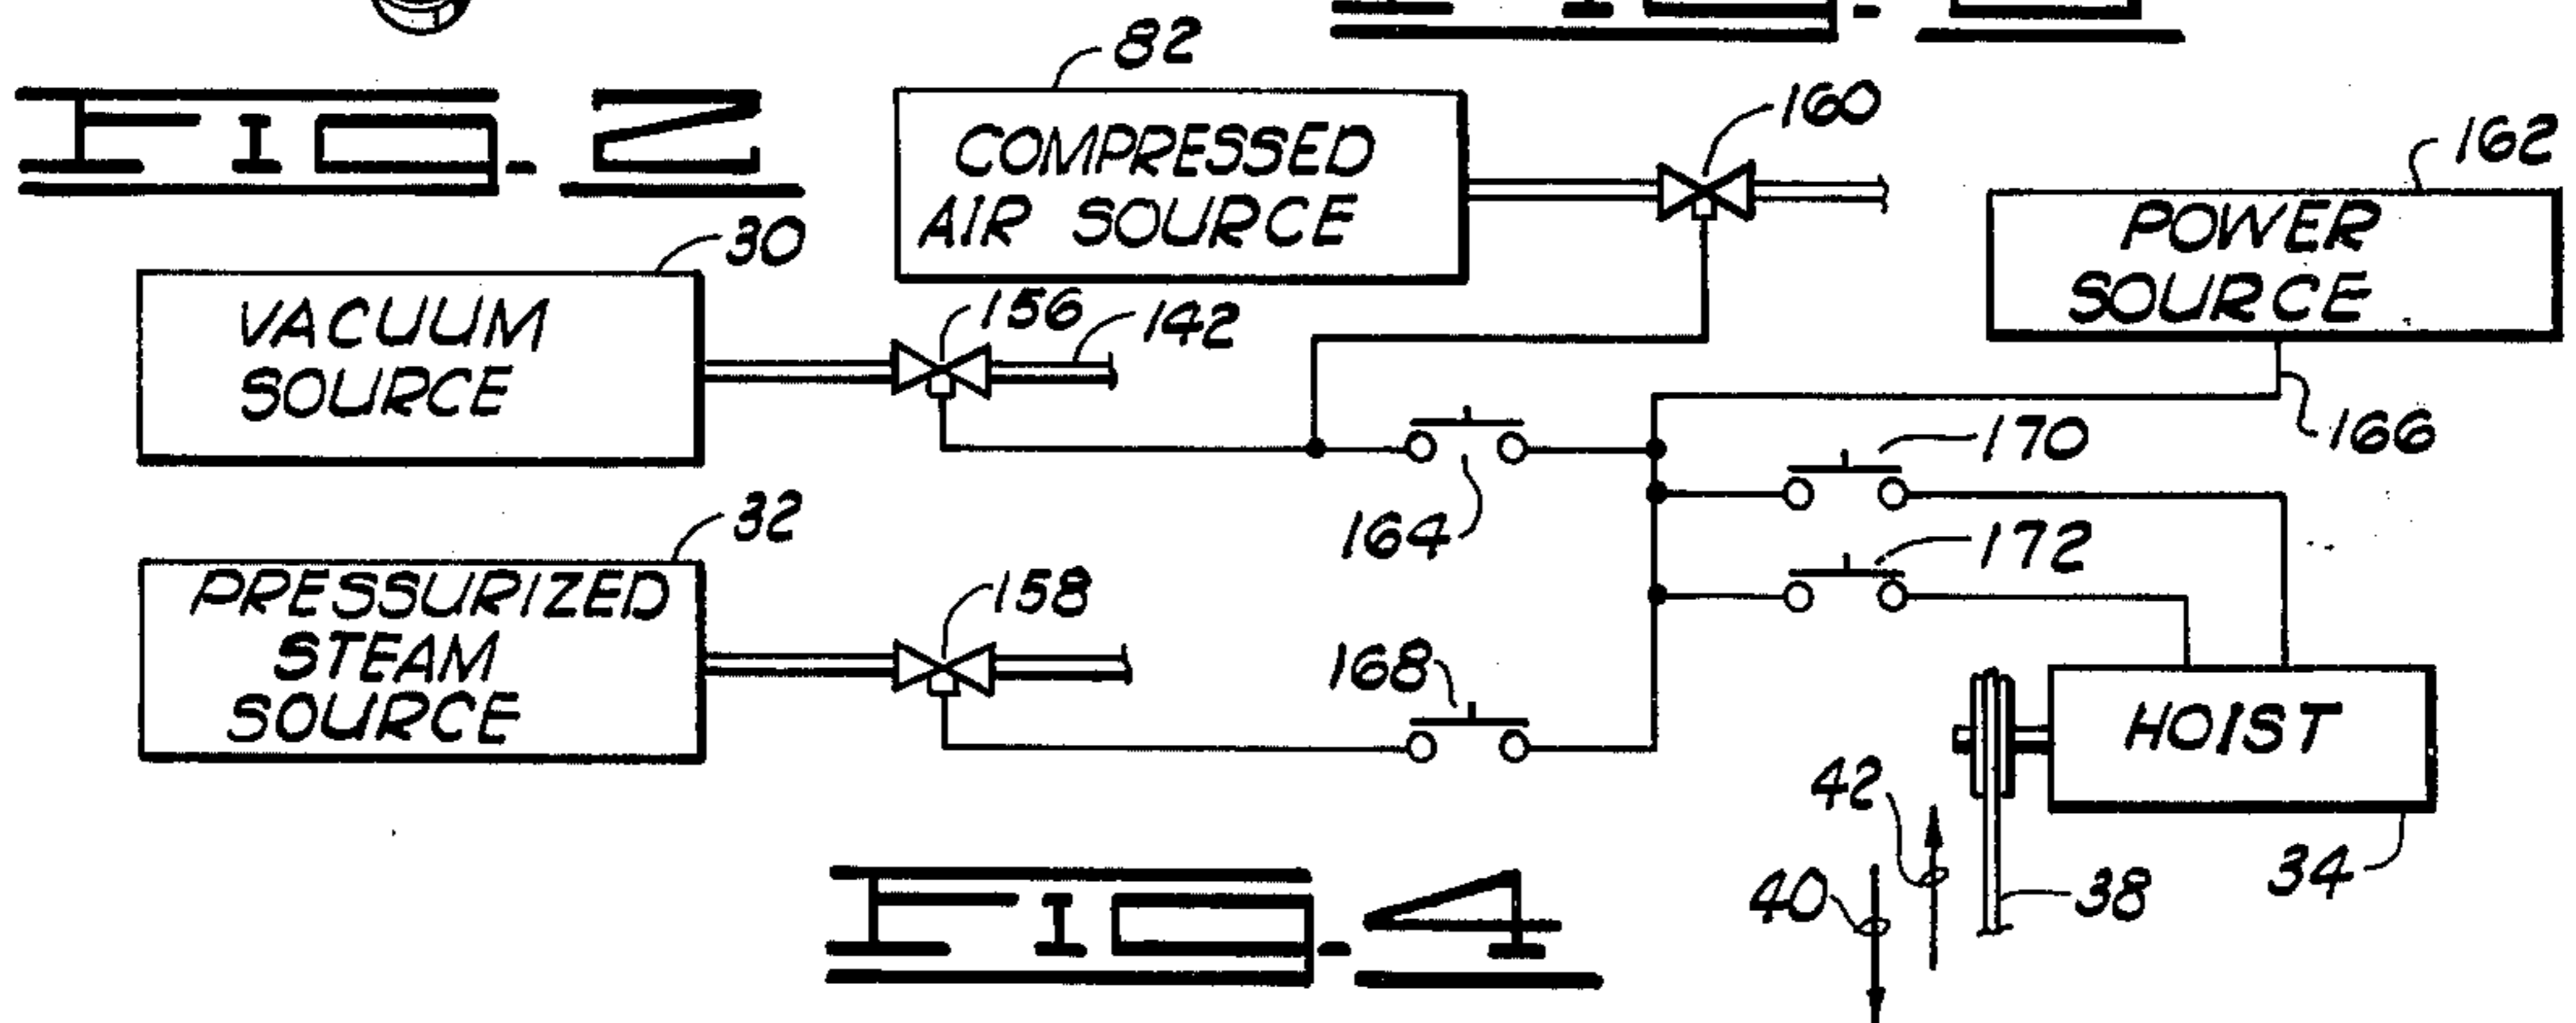 82
FIG-2
COMPRESSED
AIR SOURCE
160
162
POWER
SOURCE
30
VACUUM
SOURCE
156
142
166
170
164
172
32
PRESSURIZED
STEAM
SOURCE
158
168
HOIST
42
40
38
34
FIG-4